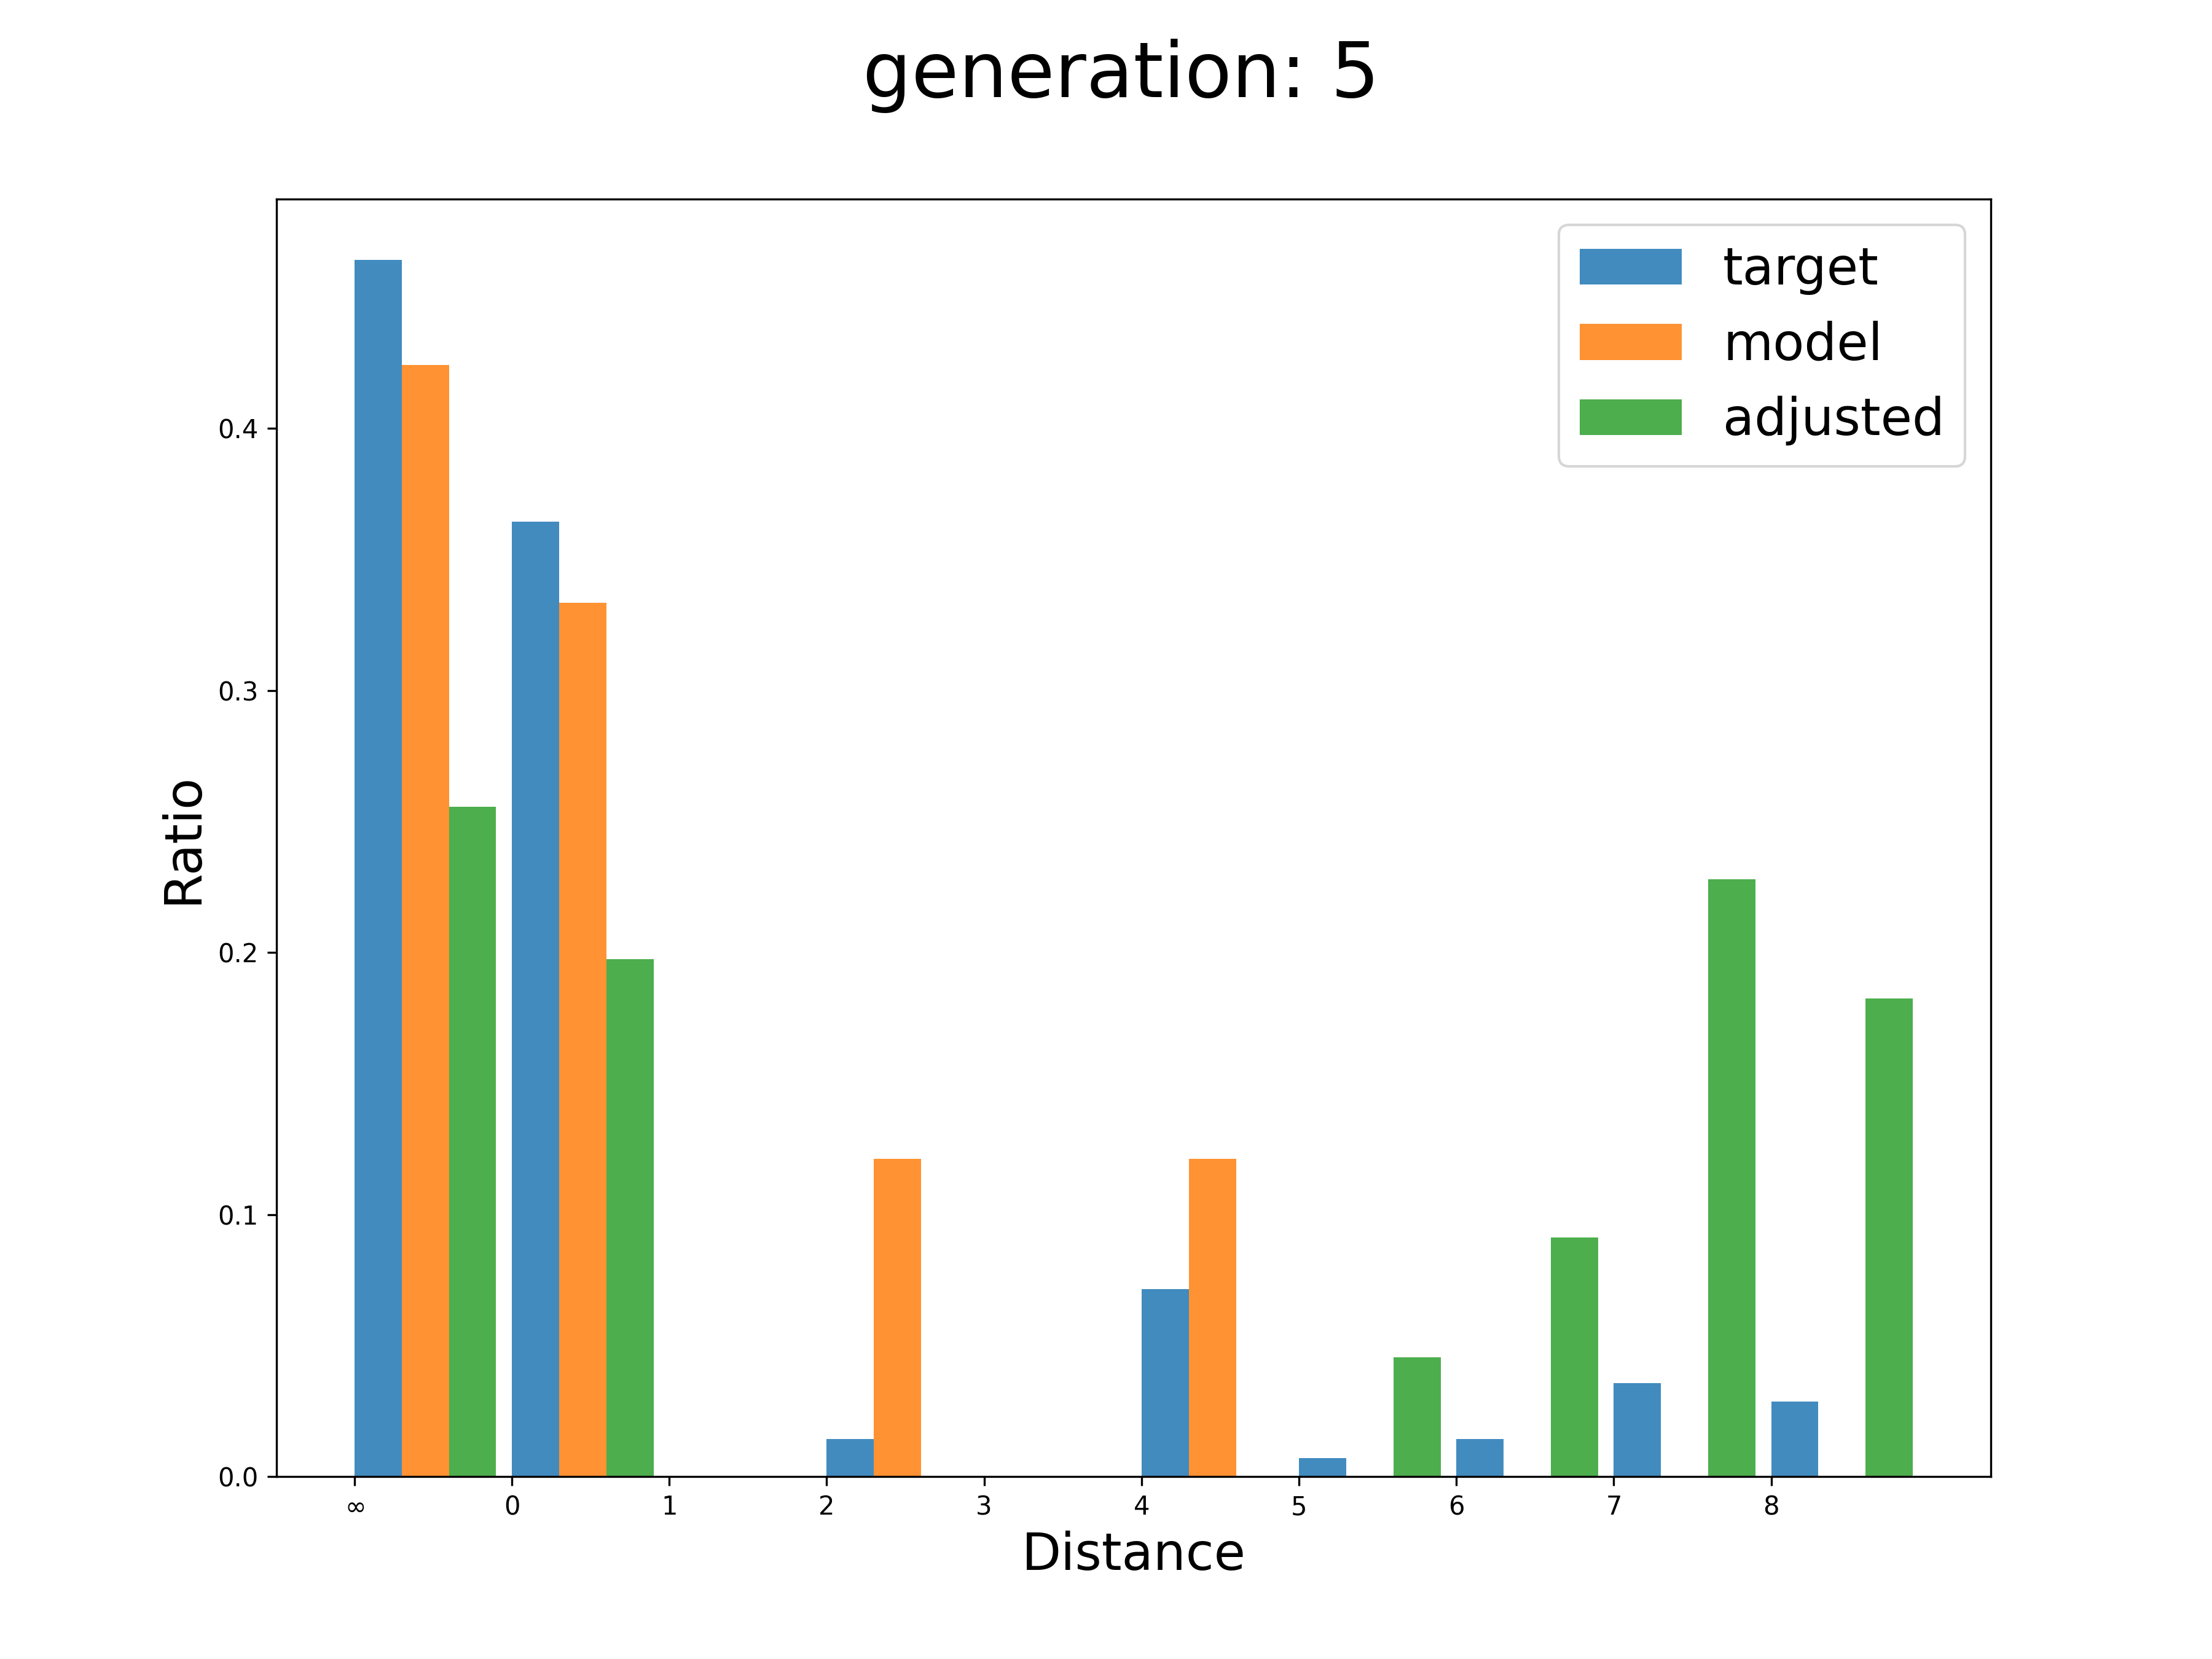 generation: 5
target
model
adjusted
Ratio
0.4
0.3
0.2
0.1
0.0
∞ 0 1 2 3 4 5 6 7 8
Distance